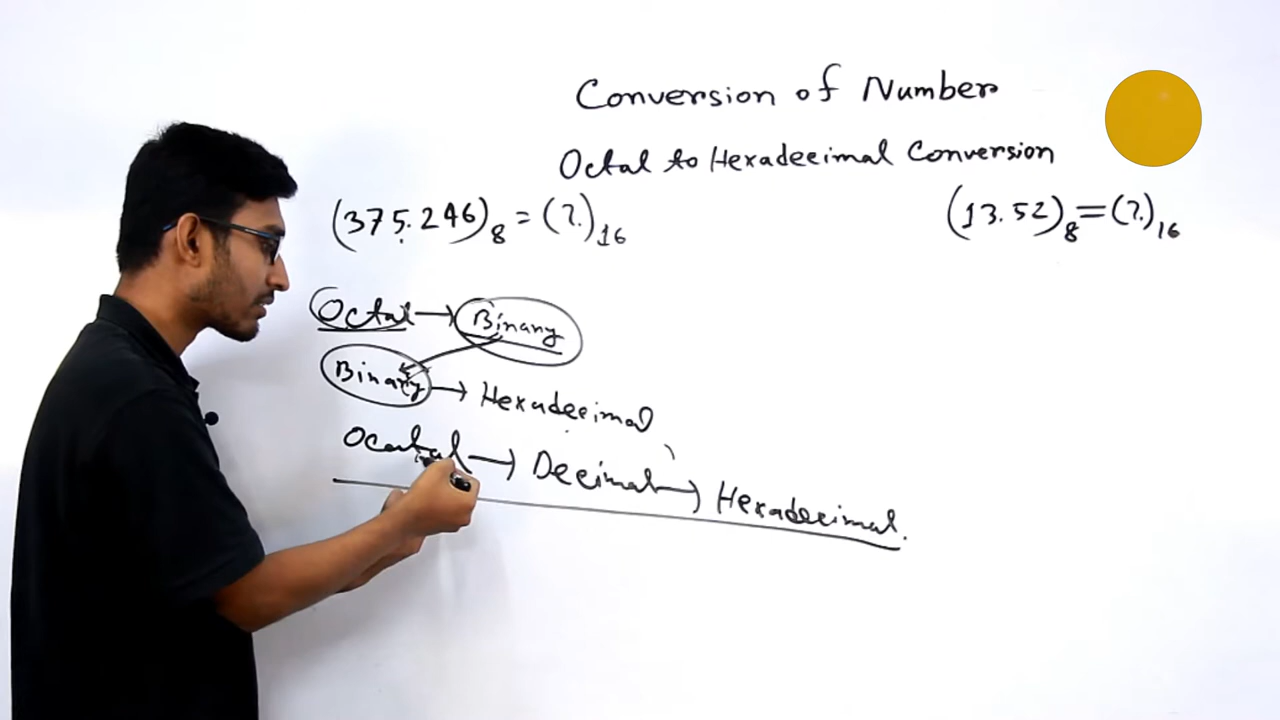 Conversion of Number
Octal to Hexadecimal Conversion
(375.246)₈ = (?.)₁₆
(13.52)₈ = (?.)₁₆
Octal → Binary
Binary → Hexadecimal
Ocatal → Decimal → Hexadecimal.